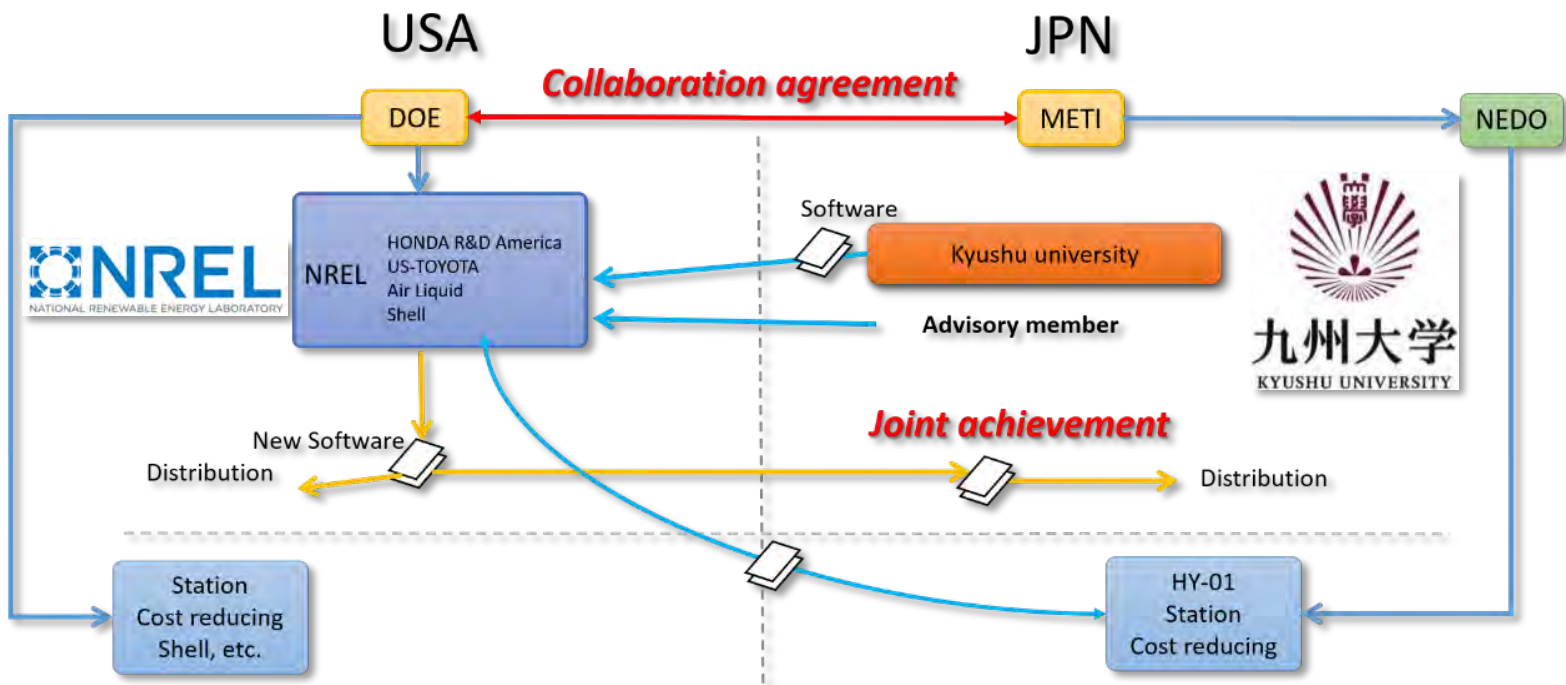 USA
JPN
Collaboration agreement
DOE
METI
NEDO
NREL
NATIONAL RENEWABLE ENERGY LABORATORY
NREL
HONDA R&D America
US-TOYOTA
Air Liquid
Shell
Software
Kyushu university
Advisory member
九州大学
KYUSHU UNIVERSITY
Joint achievement
New Software
Distribution
Distribution
Station
Cost reducing
Shell, etc.
HY-01
Station
Cost reducing